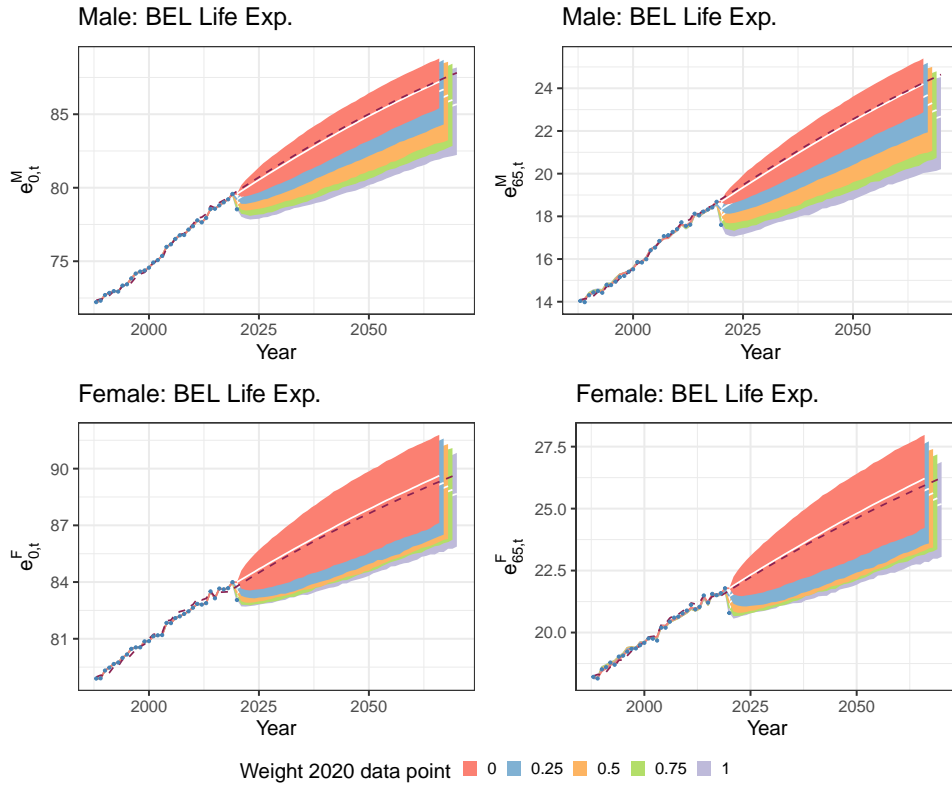 Male: BEL Life Exp.
e^M_0,t
85
80
75
2000 2025 2050
Year
Male: BEL Life Exp.
e^M_65,t
24
22
20
18
16
14
2000 2025 2050
Year
Female: BEL Life Exp.
e^F_0,t
90
87
84
81
2000 2025 2050
Year
Female: BEL Life Exp.
e^F_65,t
27.5
25.0
22.5
20.0
2000 2025 2050
Year
Weight 2020 data point 0 0.25 0.5 0.75 1